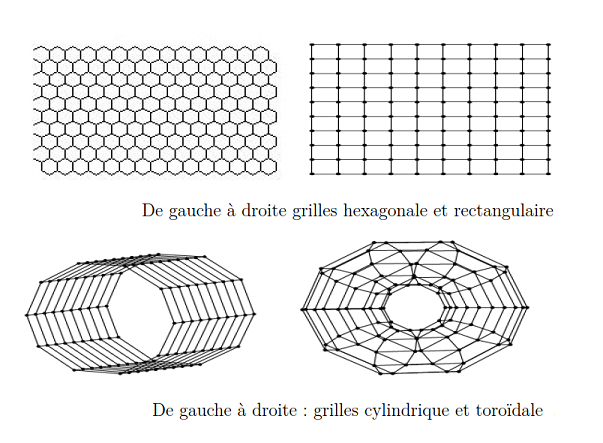 De gauche à droite grilles hexagonale et rectangulaire
De gauche à droite : grilles cylindrique et toroïdale